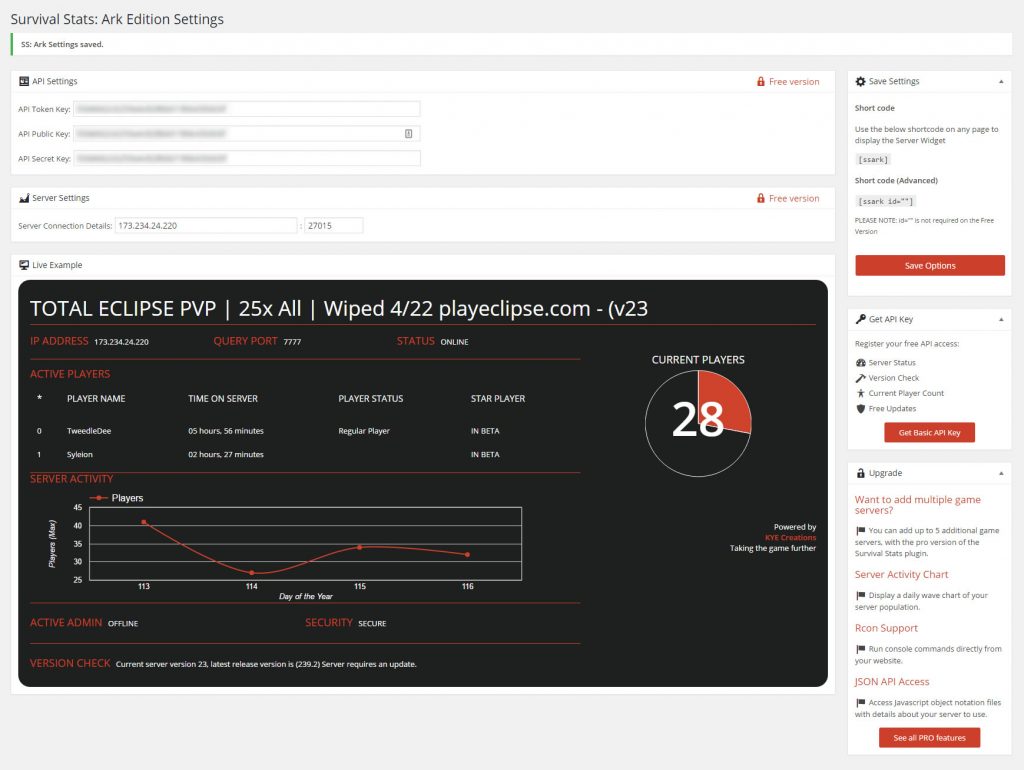 Survival Stats: Ark Edition Settings
SS: Ark Settings saved.
API Settings
Free version
API Token Key:
API Public Key:
API Secret Key:
Server Settings
Free version
Server Connection Details: 173.234.24.220 : 27015
Live Example
TOTAL ECLIPSE PVP | 25x All | Wiped 4/22 playeclipse.com - (v23
IP ADDRESS 173.234.24.220 QUERY PORT 7777 STATUS ONLINE
ACTIVE PLAYERS
* PLAYER NAME TIME ON SERVER PLAYER STATUS STAR PLAYER
0 TweedleDee 05 hours, 56 minutes Regular Player IN BETA
1 Syleion 02 hours, 27 minutes IN BETA
CURRENT PLAYERS
28
SERVER ACTIVITY
Players
45
40
35
30
25
Players (Max)
113 114 115 116
Day of the Year
Powered by
KYE Creations
Taking the game further
ACTIVE ADMIN OFFLINE SECURITY SECURE
VERSION CHECK Current server version 23, latest release version is (239.2) Server requires an update.
Save Settings
Short code
Use the below shortcode on any page to
display the Server Widget
[ssark]
Short code (Advanced)
[ssark id=""]
PLEASE NOTE: id="" is not required on the Free
Version
Save Options
Get API Key
Register your free API access:
Server Status
Version Check
Current Player Count
Free Updates
Get Basic API Key
Upgrade
Want to add multiple game
servers?
You can add up to 5 additional game
servers, with the pro version of the
Survival Stats plugin.
Server Activity Chart
Display a daily wave chart of your
server population.
Rcon Support
Run console commands directly from
your website.
JSON API Access
Access Javascript object notation files
with details about your server to use.
See all PRO features